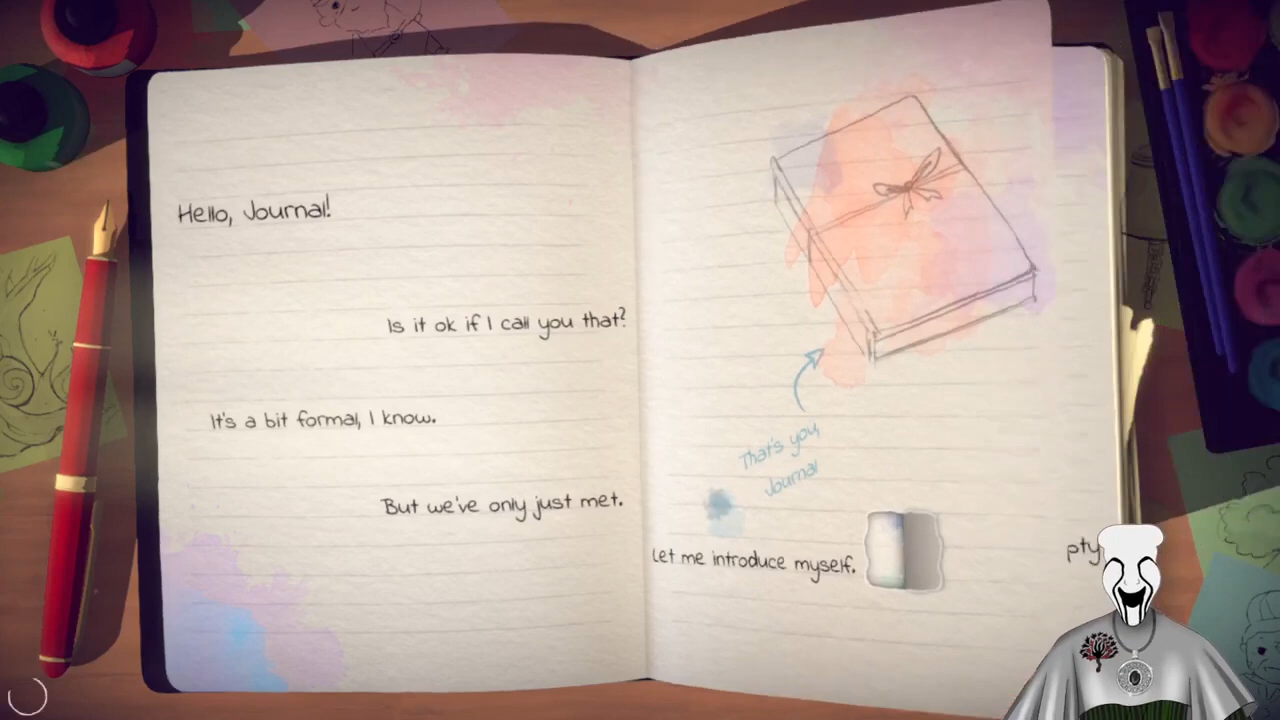 Hello, Journal!
Is it ok if I call you that?
It's a bit formal, I know.
But we've only just met.
That's you,
Journal
Let me introduce myself.
pty